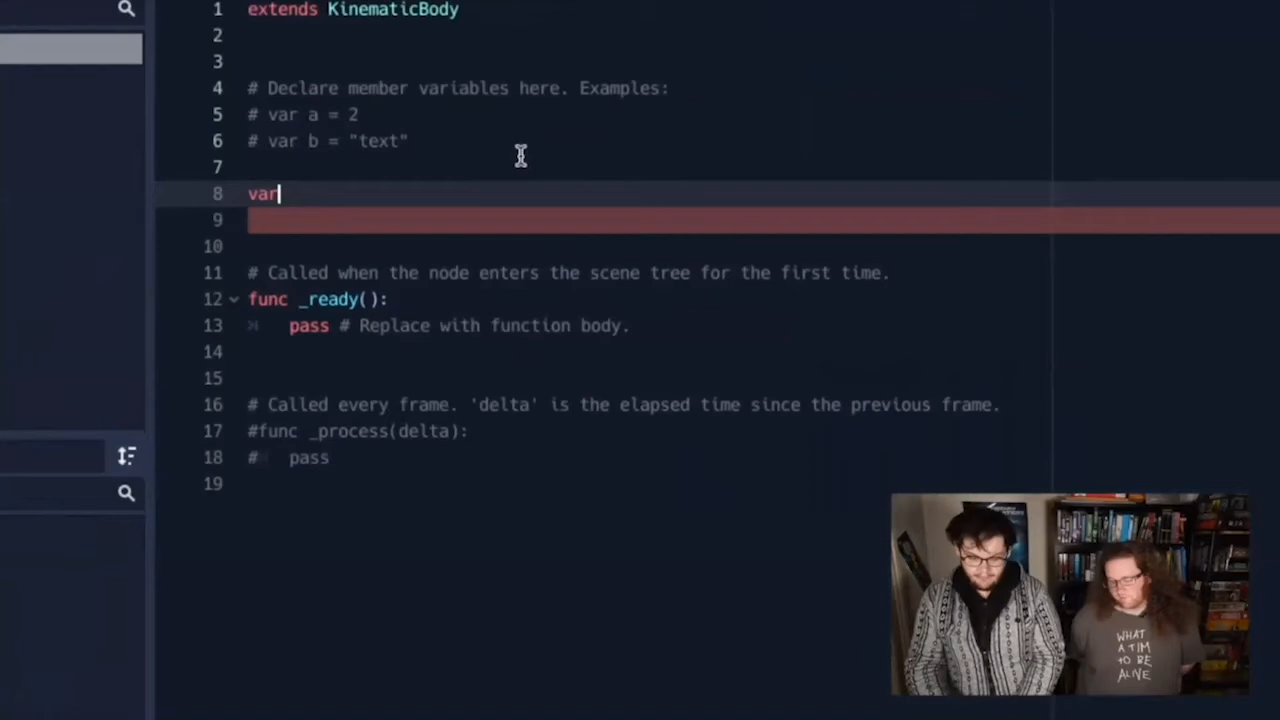 1 extends KinematicBody
2
3
4 # Declare member variables here. Examples:
5 # var a = 2
6 # var b = "text"
7
8 var
9
10
11 # Called when the node enters the scene tree for the first time.
12 func _ready():
13 pass # Replace with function body.
14
15
16 # Called every frame. 'delta' is the elapsed time since the previous frame.
17 #func _process(delta):
18 # pass
19
WHAT
A TIM
TO BE
ALIVE